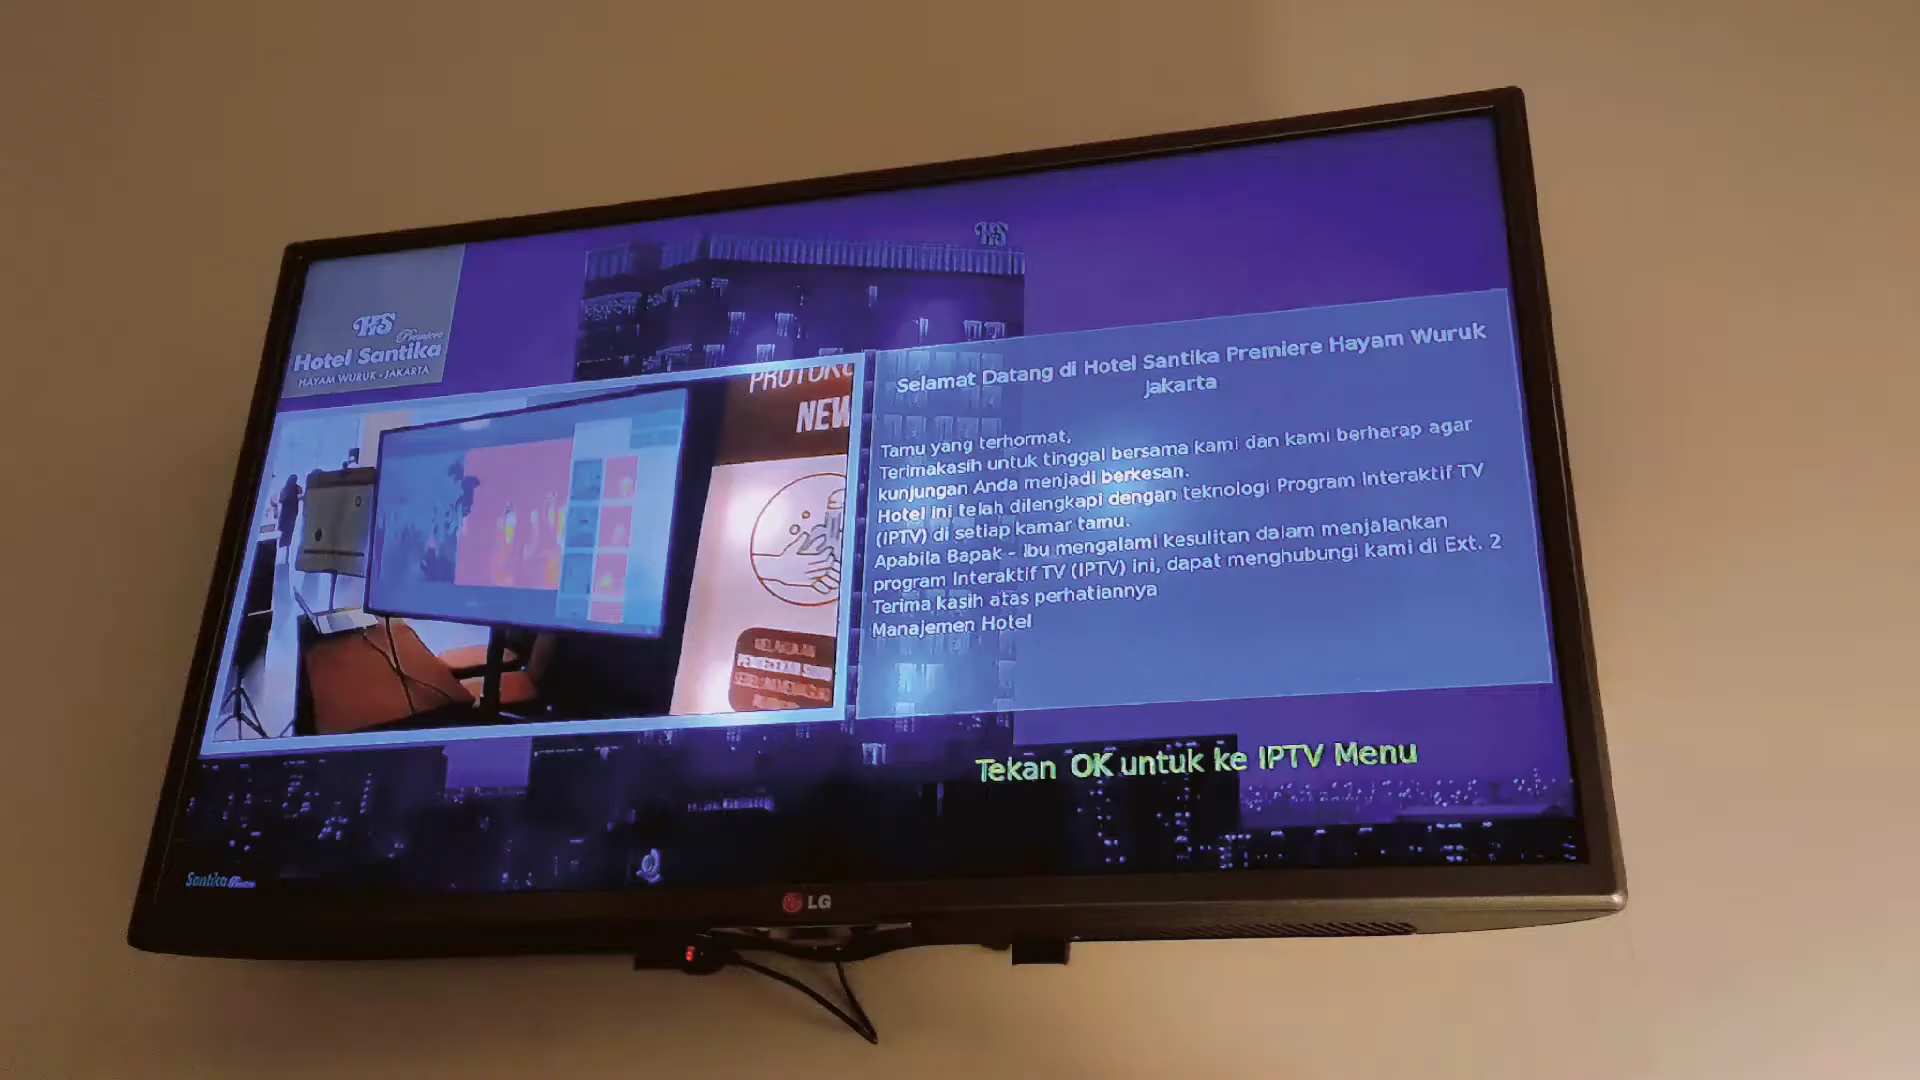 HS
HS
Premiere
Hotel Santika
HAYAM WURUK • JAKARTA
NEW
Selamat Datang di Hotel Santika Premiere Hayam Wuruk
Jakarta
Tamu yang terhormat,
Terimakasih untuk tinggal bersama kami dan kami berharap agar
kunjungan Anda menjadi berkesan.
Hotel ini telah dilengkapi dengan teknologi Program Interaktif TV
(IPTV) di setiap kamar tamu.
Apabila Bapak - Ibu mengalami kesulitan dalam menjalankan
program Interaktif TV (IPTV) ini, dapat menghubungi kami di Ext. 2
Terima kasih atas perhatiannya
Manajemen Hotel
Tekan OK untuk ke IPTV Menu
Santika
LG